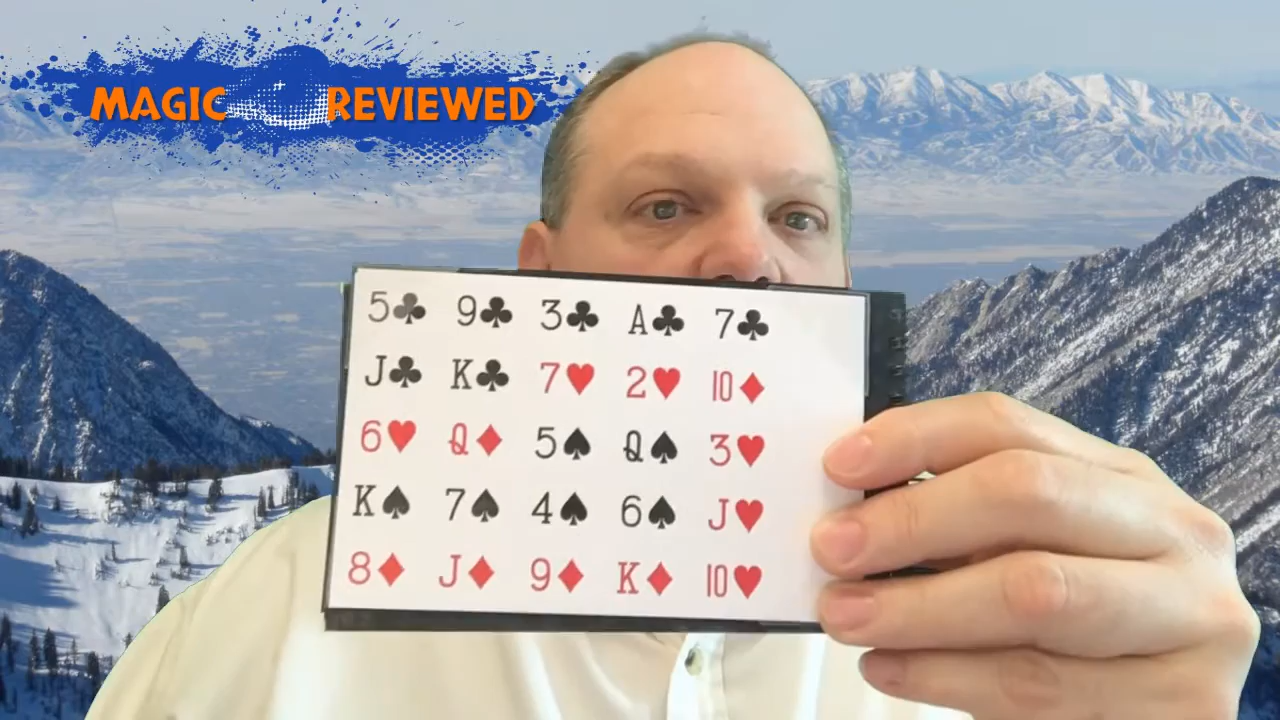 MAGIC REVIEWED
5♣ 9♣ 3♣ A♣ 7♣
J♣ K♣ 7♥ 2♥ 10♦
6♥ Q♦ 5♠ Q♠ 3♥
K♠ 7♠ 4♠ 6♠ J♥
8♦ J♦ 9♦ K♦ 10♥